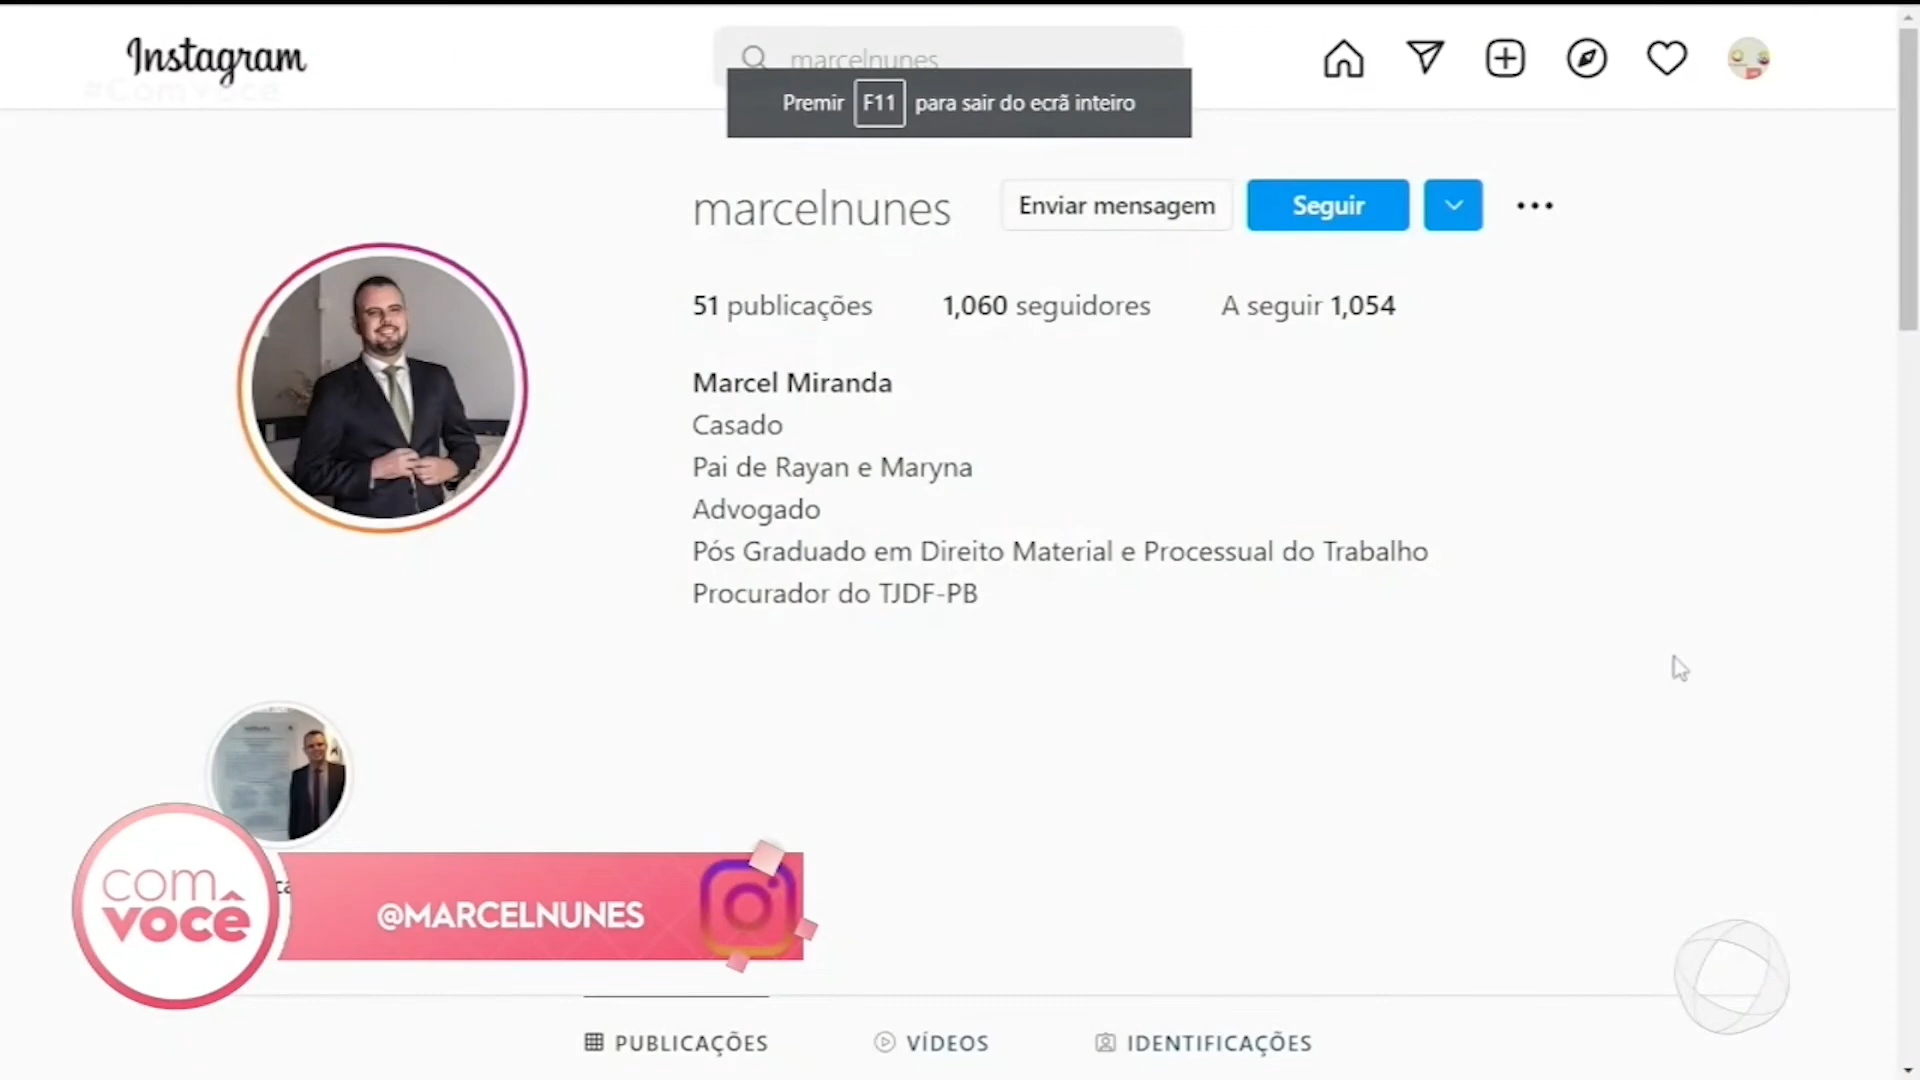 Instagram
#ComVocê
marcelnunes
Premir F11 para sair do ecrã inteiro
marcelnunes
Enviar mensagem
Seguir
51 publicações
1,060 seguidores
A seguir 1,054
Marcel Miranda
Casado
Pai de Rayan e Maryna
Advogado
Pós Graduado em Direito Material e Processual do Trabalho
Procurador do TJDF-PB
com
você
@MARCELNUNES
PUBLICAÇÕES
VÍDEOS
IDENTIFICAÇÕES